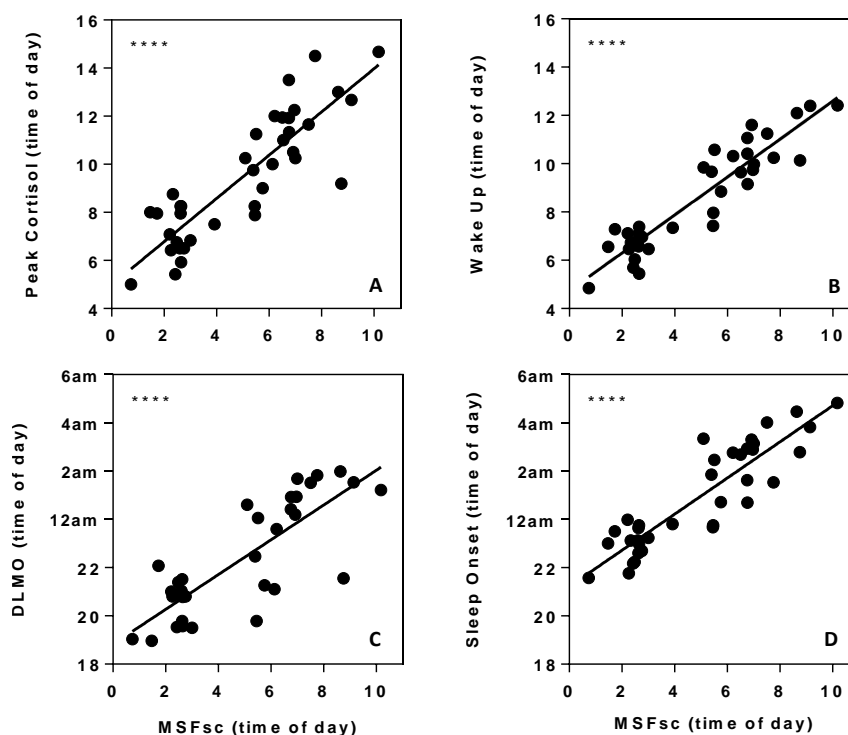 Peak Cortisol (time of day)
16
14
12
10
8
6
4
****
A
0 2 4 6 8 10
Wake Up (time of day)
16
14
12
10
8
6
4
****
B
0 2 4 6 8 10
DLMO (time of day)
6am
4am
2am
12am
22
20
18
****
C
0 2 4 6 8 10
MSFsc (time of day)
Sleep Onset (time of day)
6am
4am
2am
12am
22
20
18
****
D
0 2 4 6 8 10
MSFsc (time of day)